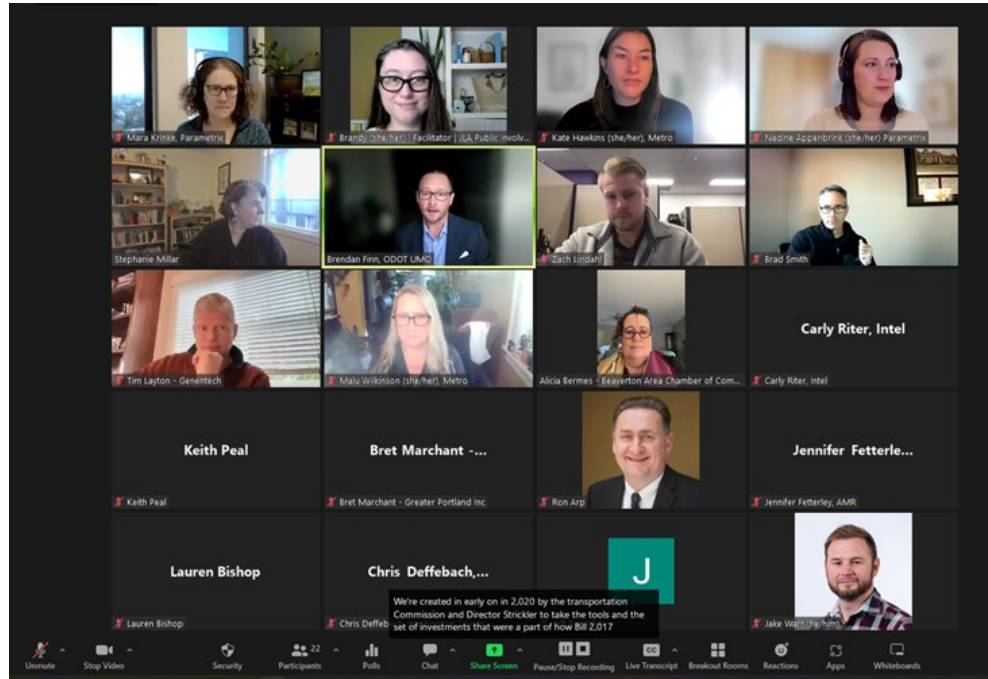 Mara Krinke, Parametrix
Brandy (she/her) | Facilitator | JLA Public Involv...
Kate Hawkins (she/her), Metro
Nadine Appenbrink (she/her) Parametrix
Stephanie Millar
Brendan Finn, ODOT UMO
Zach Lindahl
Brad Smith
Tim Layton - Genentech
Malu Wilkinson (she/her), Metro
Alicia Bermes - Beaverton Area Chamber of Com...
Carly Riter, Intel
Carly Riter, Intel
Keith Peal
Keith Peal
Bret Marchant -...
Bret Marchant - Greater Portland Inc
Ron Arp
Jennifer Fetterle...
Jennifer Fetterley, AMR
Lauren Bishop
Lauren Bishop
Chris Deffebach,...
Chris Deffeb
J
Jake Warr (he/him)
We're created in early on in 2,020 by the transportation
Commission and Director Strickler to take the tools and the
set of investments that were a part of how Bill 2,017
Unmute
Stop Video
Security
Participants
22
Polls
Chat
Share Screen
Pause/Stop Recording
CC
Live Transcript
Breakout Rooms
Reactions
Apps
Whiteboards